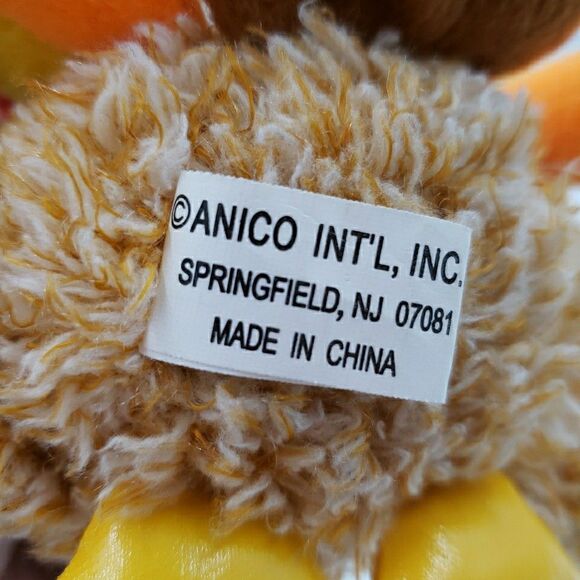 ©ANICO INT'L, INC.
SPRINGFIELD, NJ 07081
MADE IN CHINA